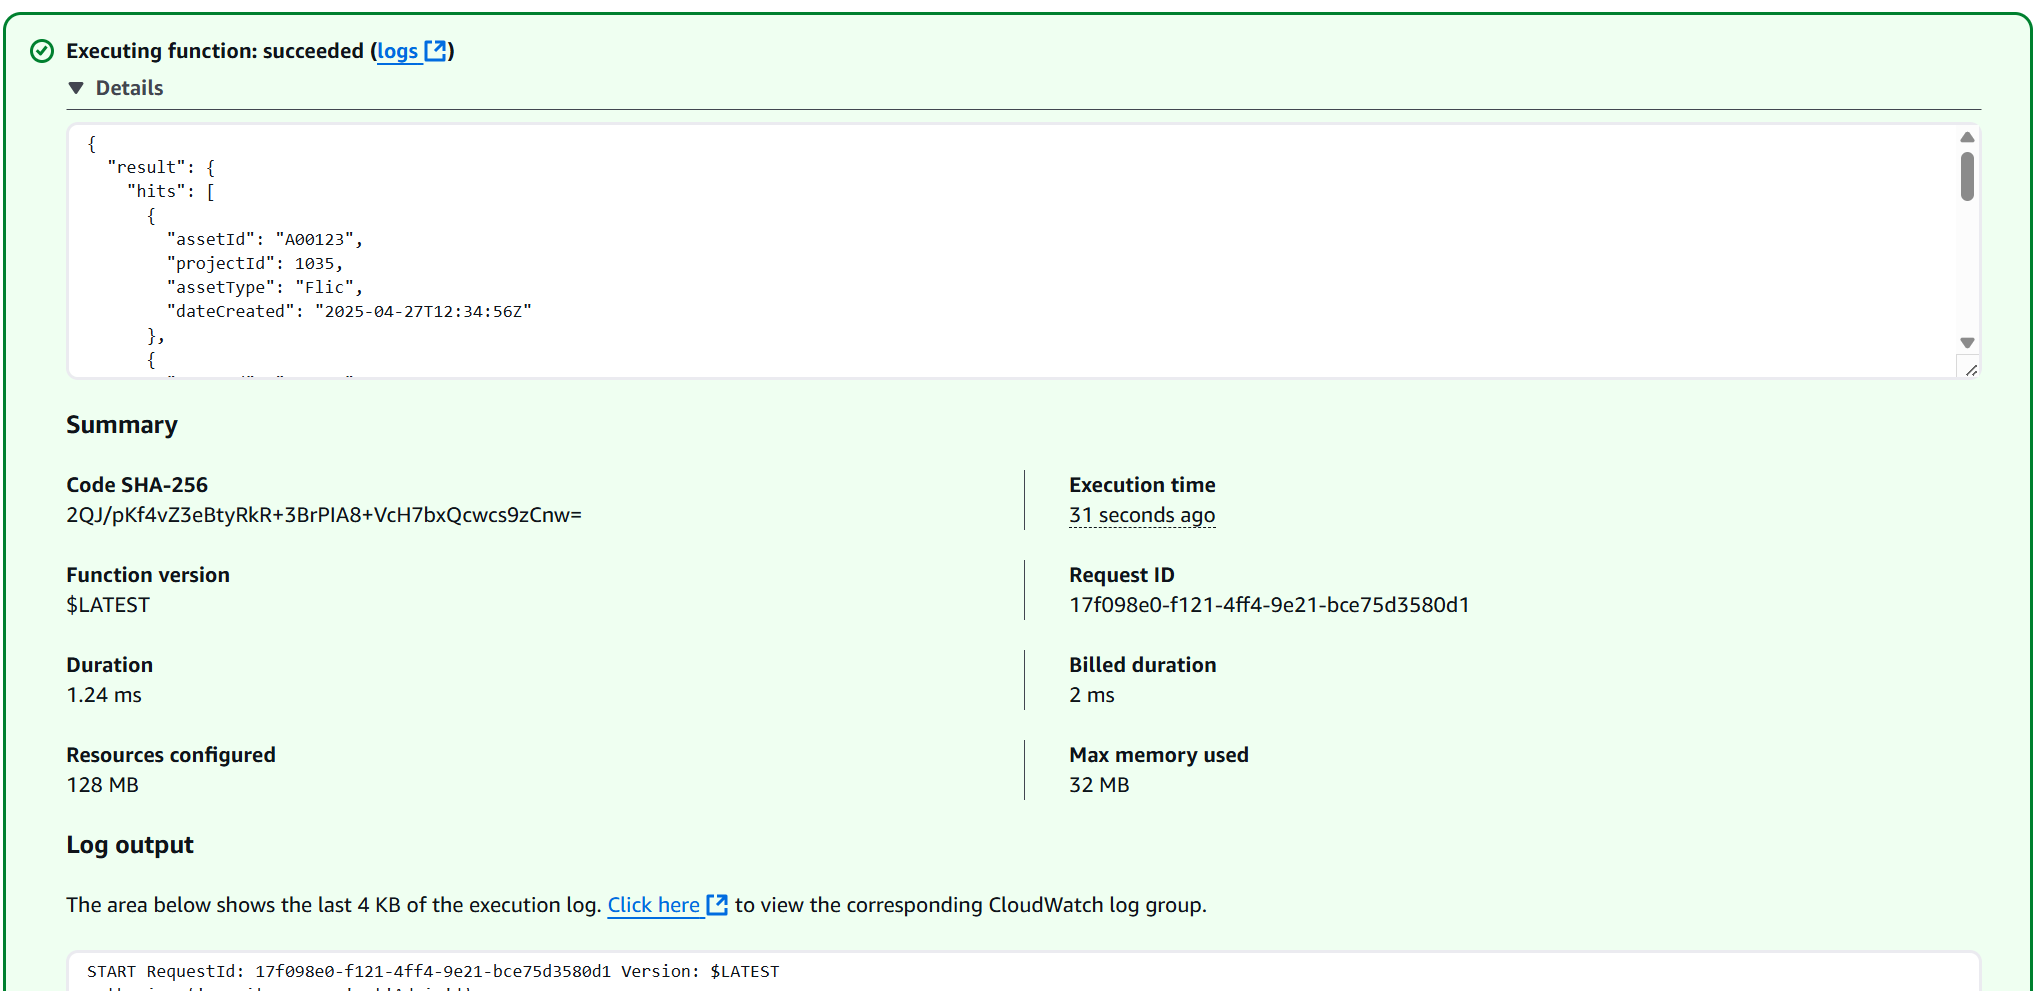 Executing function: succeeded (logs)
Details
{
"result": {
"hits": [
{
"assetId": "A00123",
"projectId": 1035,
"assetType": "Flic",
"dateCreated": "2025-04-27T12:34:56Z"
},
{
Summary
Code SHA-256
2QJ/pKf4vZ3eBtyRkR+3BrPIA8+VcH7bxQcwcs9zCnw=
Execution time
31 seconds ago
Function version
$LATEST
Request ID
17f098e0-f121-4ff4-9e21-bce75d3580d1
Duration
1.24 ms
Billed duration
2 ms
Resources configured
128 MB
Max memory used
32 MB
Log output
The area below shows the last 4 KB of the execution log. Click here to view the corresponding CloudWatch log group.
START RequestId: 17f098e0-f121-4ff4-9e21-bce75d3580d1 Version: $LATEST